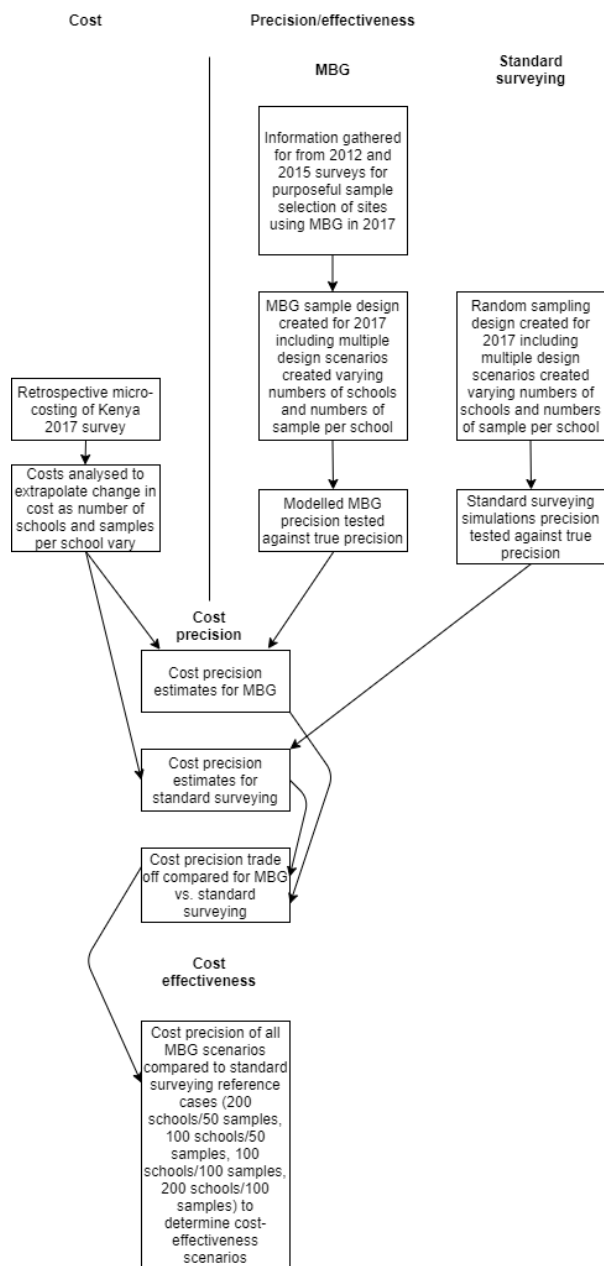 Cost
Precision/effectiveness
MBG
Standard
surveying
Information gathered
for from 2012 and
2015 surveys for
purposeful sample
selection of sites
using MBG in 2017
MBG sample design
created for 2017
including multiple
design scenarios
created varying
numbers of schools
and numbers of
sample per school
Random sampling
design created for
2017 including
multiple design
scenarios created
varying numbers of
schools and numbers
of sample per school
Retrospective micro-
costing of Kenya
2017 survey
Costs analysed to
extrapolate change in
cost as number of
schools and samples
per school vary
Modelled MBG
precision tested
against true precision
Standard surveying
simulations precision
tested against true
precision
Cost
precision
Cost precision
estimates for MBG
Cost precision
estimates for
standard surveying
Cost precision trade
off compared for MBG
vs. standard
surveying
Cost
effectiveness
Cost precision of all
MBG scenarios
compared to standard
surveying reference
cases (200
schools/50 samples,
100 schools/50
samples, 100
schools/100 samples,
200 schools/100
samples) to
determine cost-
effectiveness
scenarios